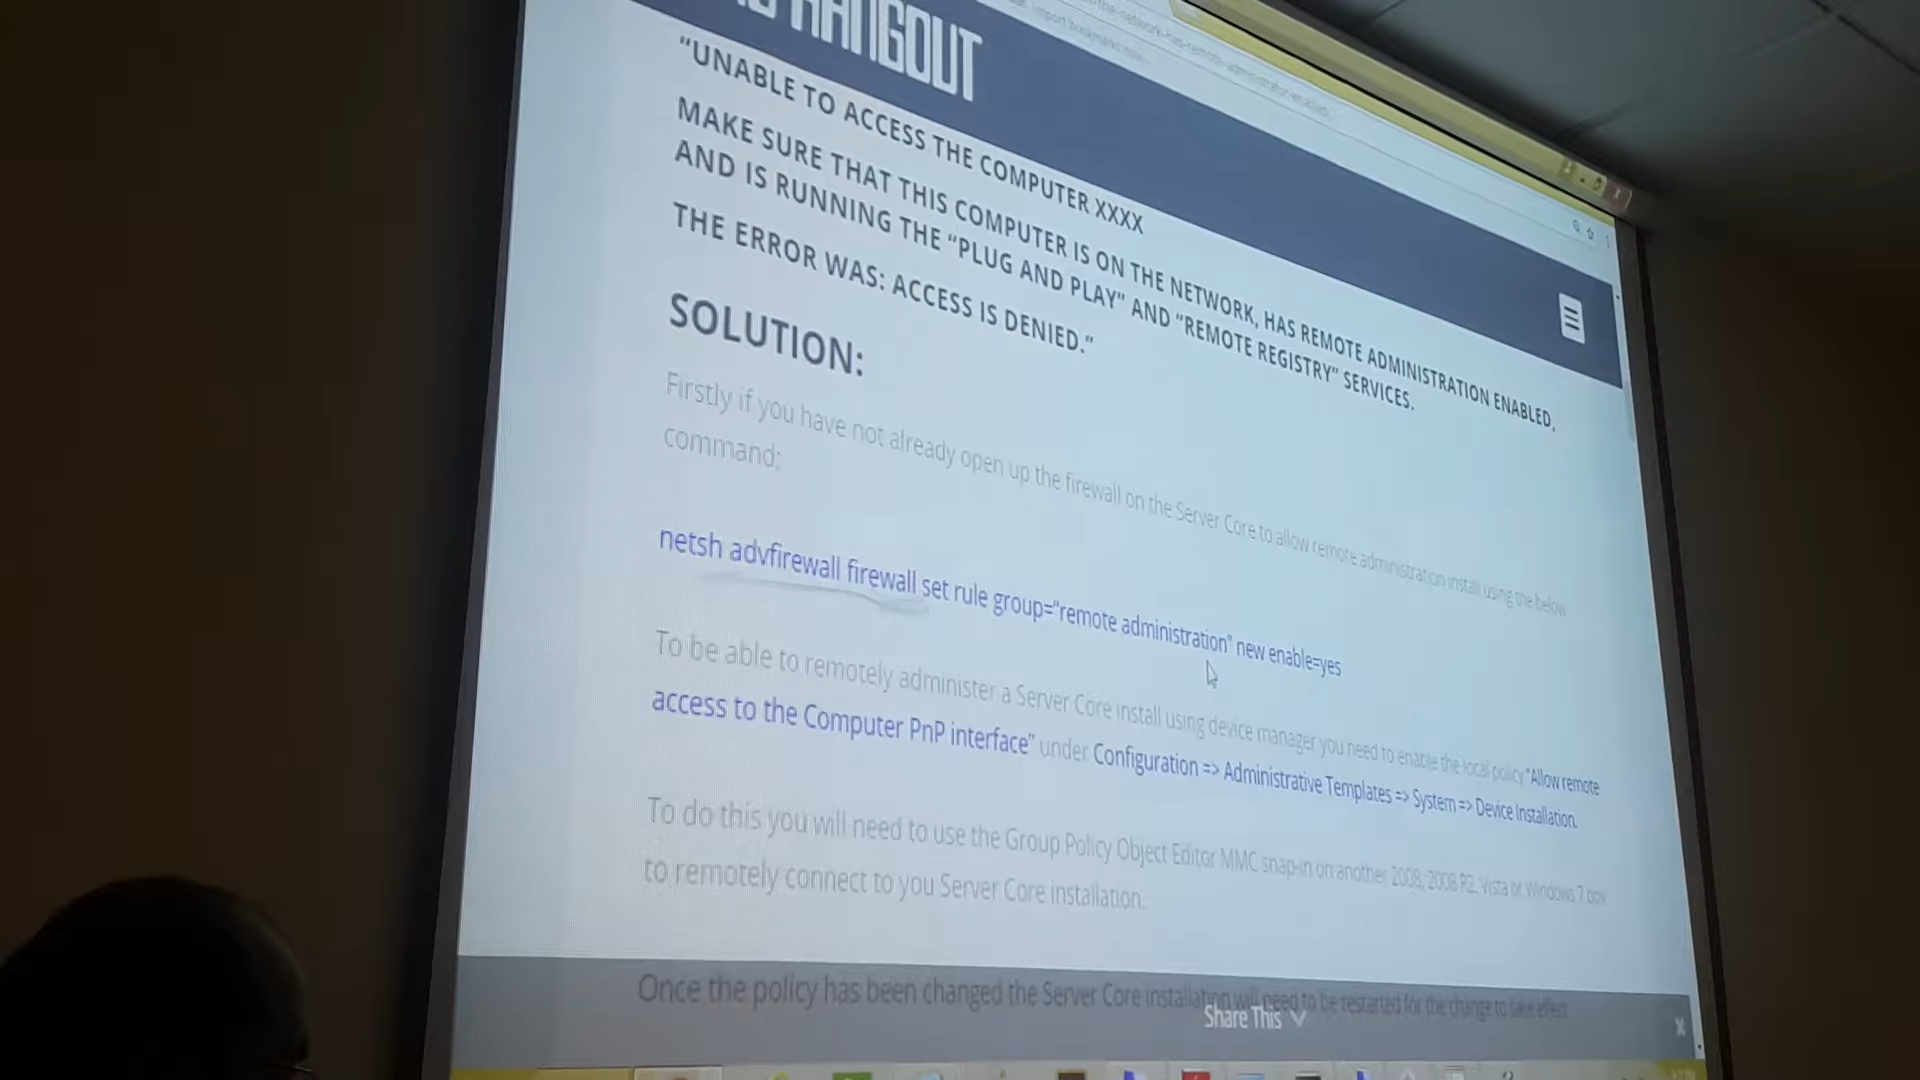 HANGOUT
"UNABLE TO ACCESS THE COMPUTER XXXX
MAKE SURE THAT THIS COMPUTER IS ON THE NETWORK, HAS REMOTE ADMINISTRATION ENABLED,
AND IS RUNNING THE "PLUG AND PLAY" AND "REMOTE REGISTRY" SERVICES.
THE ERROR WAS: ACCESS IS DENIED."
SOLUTION:
Firstly if you have not already open up the firewall on the Server Core to allow remote administration install using the below
command:
netsh advfirewall firewall set rule group="remote administration" new enable=yes
To be able to remotely administer a Server Core install using device manager you need to enable the local policy "Allow remote
access to the Computer PnP interface" under Configuration => Administrative Templates => System => Device Installation.
To do this you will need to use the Group Policy Object Editor MMC snap-in on another 2008, 2008 R2, Vista or Windows 7 box
to remotely connect to you Server Core installation.
Once the policy has been changed the Server Core installation will need to be restarted for the change to take effect
Share This